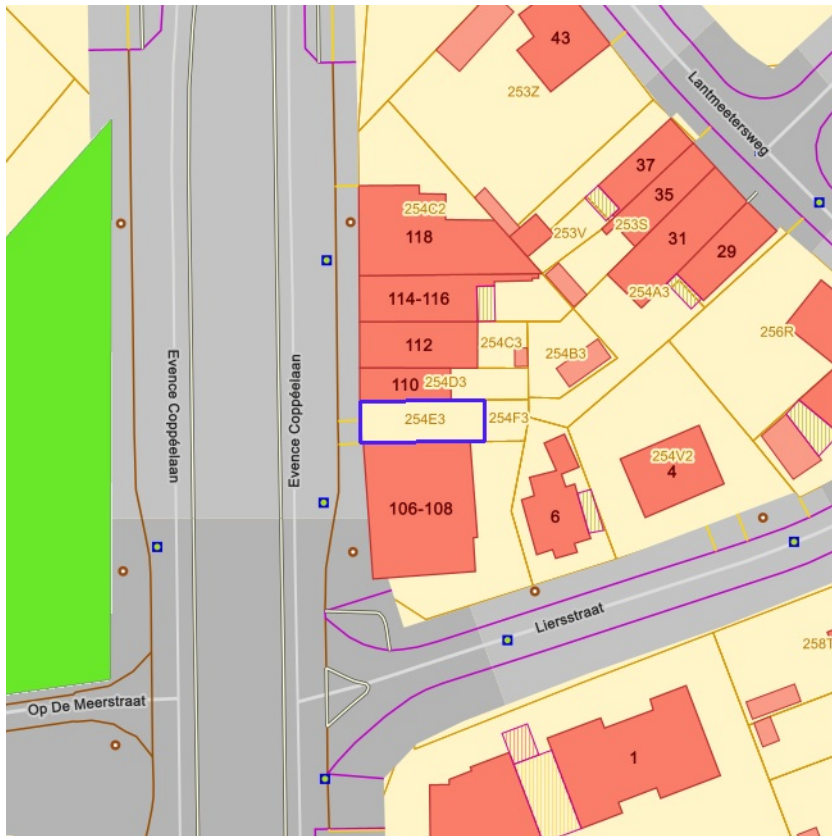 43
253Z
Lantmeetersweg
37
35
254C2
253S
253V
118
31
29
254A3
114-116
256R
112
254C3
254B3
Evence Coppéelaan
Evence Coppéelaan
110
254D3
254E3
254F3
254V2
4
106-108
6
Liersstraat
258T
Op De Meerstraat
1